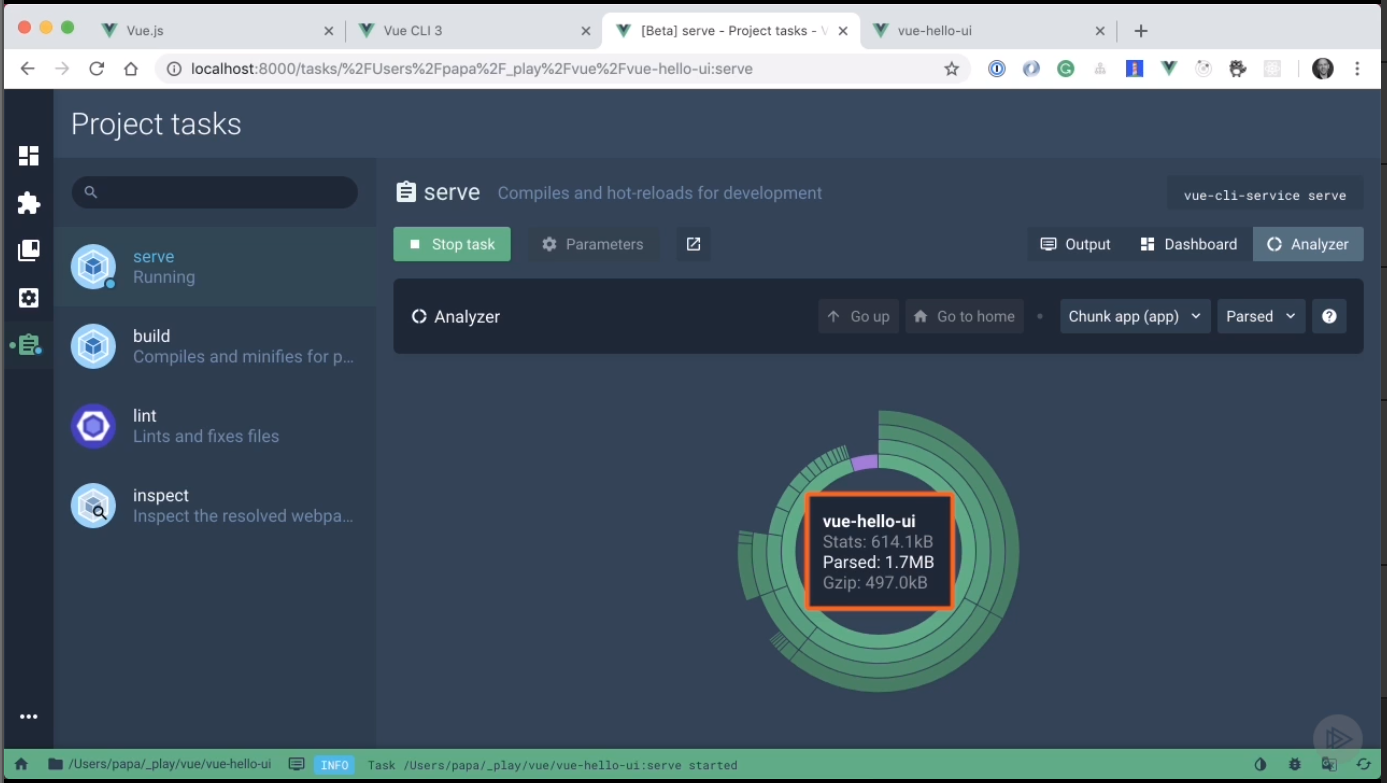 Vue.js
Vue CLI 3
[Beta] serve - Project tasks - V
vue-hello-ui
localhost:8000/tasks/%2FUsers%2Fpapa%2F_play%2Fvue%2Fvue-hello-ui:serve
Project tasks
serve
Running
build
Compiles and minifies for p...
lint
Lints and fixes files
inspect
Inspect the resolved webpa...
serve Compiles and hot-reloads for development
vue-cli-service serve
Stop task
Parameters
Output
Dashboard
Analyzer
Analyzer
Go up
Go to home
Chunk app (app)
Parsed
?
vue-hello-ui
Stats: 614.1kB
Parsed: 1.7MB
Gzip: 497.0kB
/Users/papa/_play/vue/vue-hello-ui
INFO
Task /Users/papa/_play/vue/vue-hello-ui:serve started